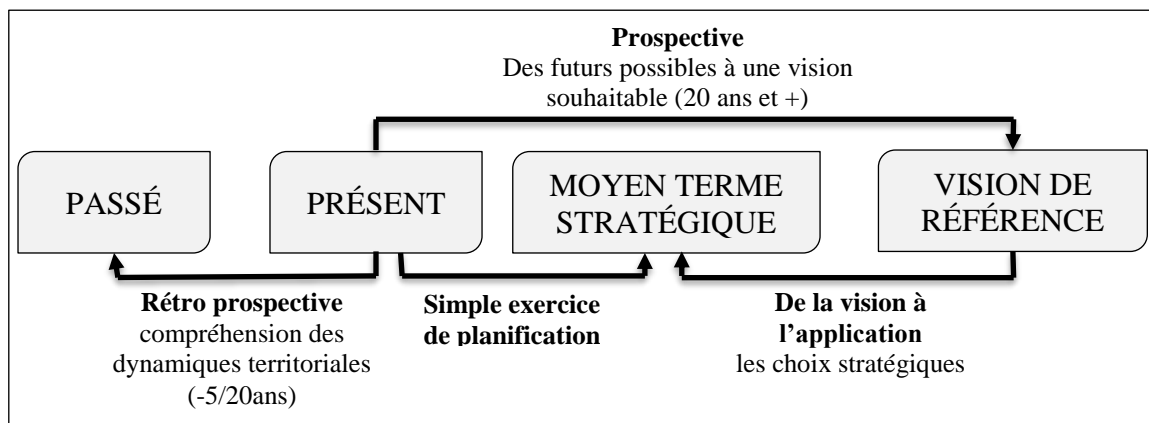 Prospective
Des futurs possibles à une vision
souhaitable (20 ans et +)
PASSÉ
PRÉSENT
MOYEN TERME
STRATÉGIQUE
VISION DE
RÉFÉRENCE
Rétro prospective
compréhension des
dynamiques territoriales
(-5/20ans)
Simple exercice
de planification
De la vision à
l’application
les choix stratégiques